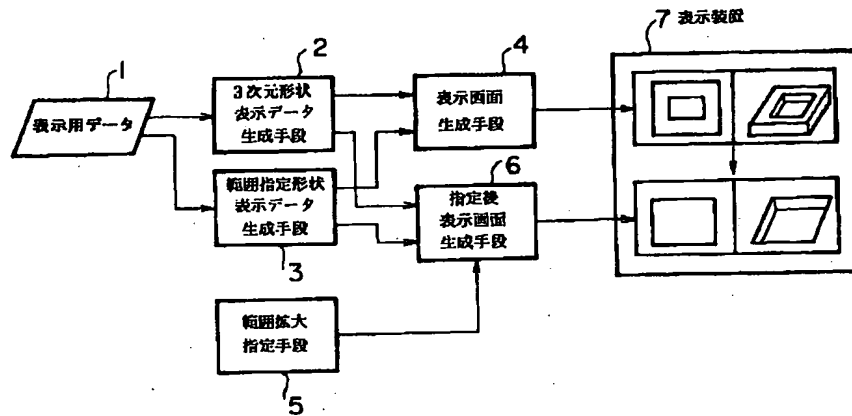 1
表示用データ
2
3次元形状
表示データ
生成手段
範囲指定形状
表示データ
生成手段
3
4
表示画面
生成手段
6
指定後
表示画面
生成手段
範囲拡大
指定手段
5
7 表示装置